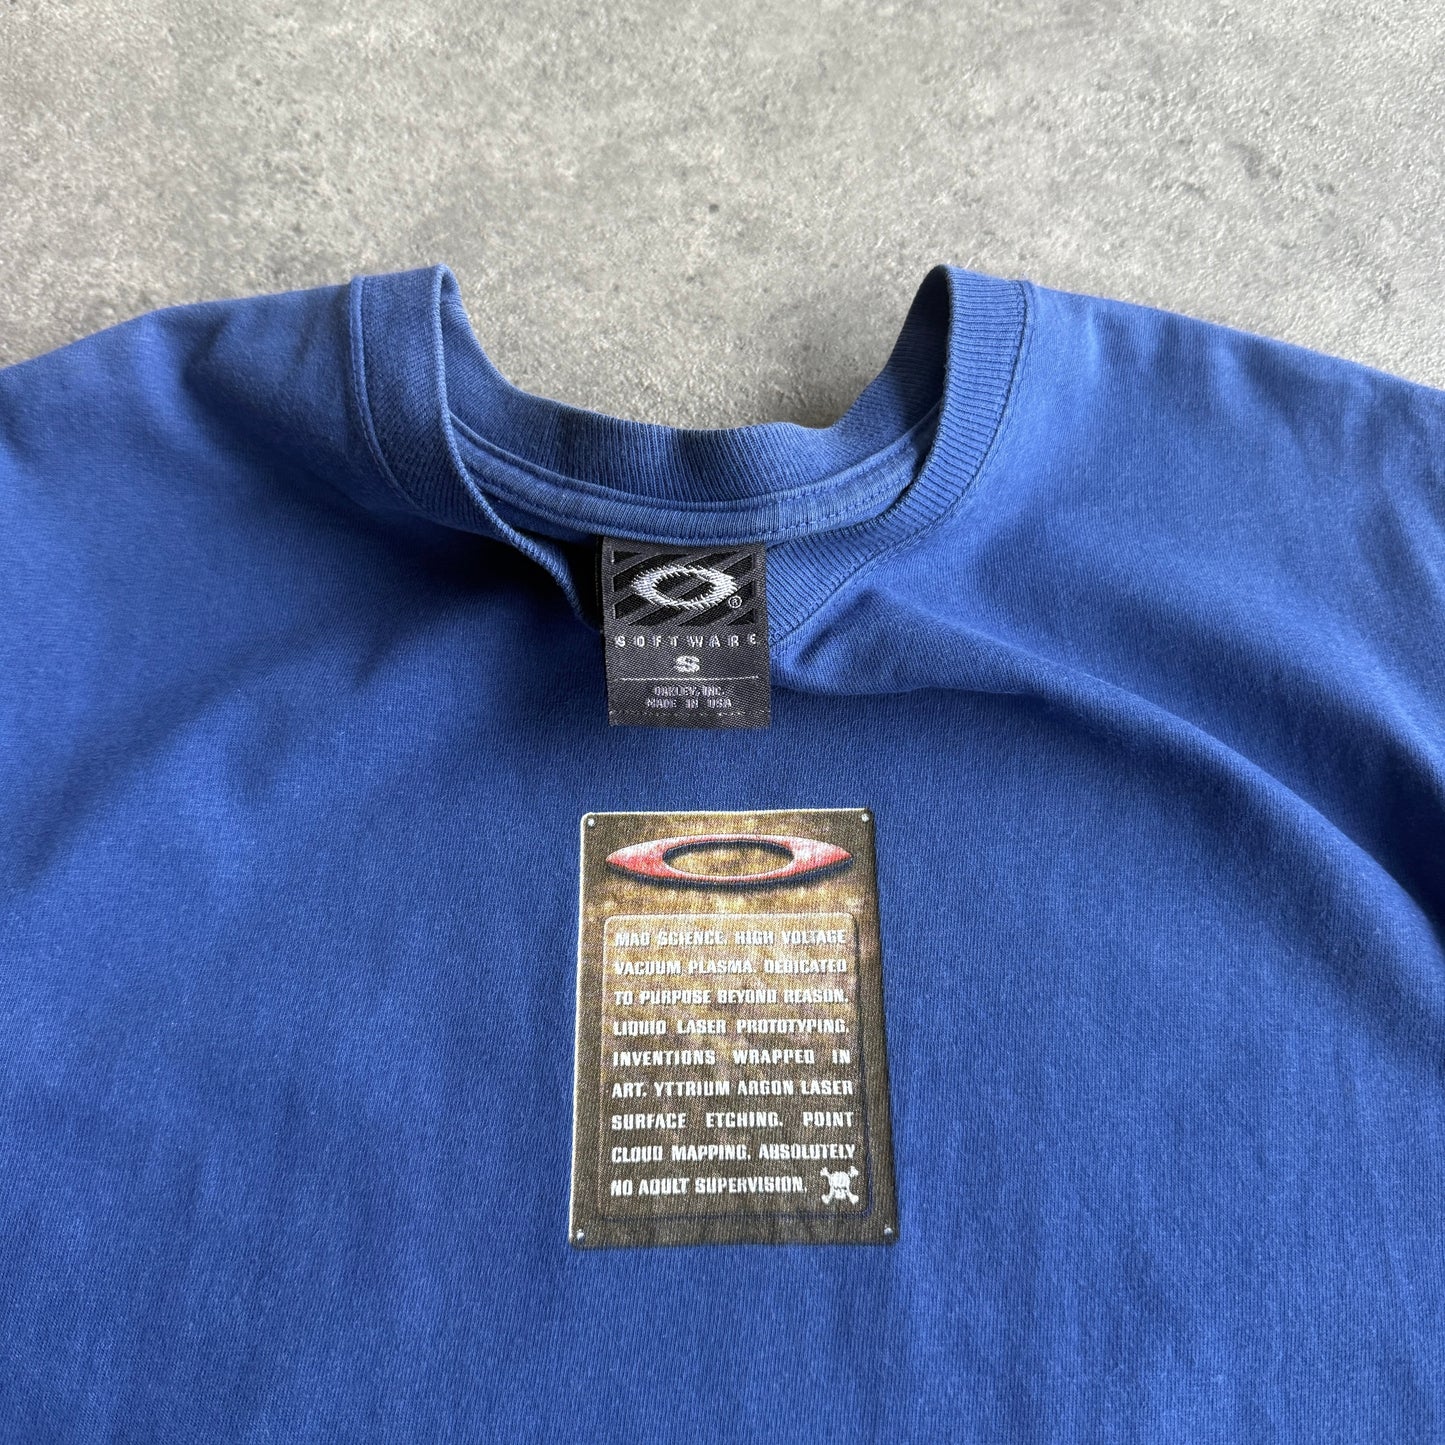 ®
SOFTWARE
S
OAKLEY, INC.
MADE IN USA
MAD SCIENCE. HIGH VOLTAGE
VACUUM PLASMA. DEDICATED
TO PURPOSE BEYOND REASON.
LIQUID LASER PROTOTYPING.
INVENTIONS WRAPPED IN
ART. YTTRIUM ARGON LASER
SURFACE ETCHING. POINT
CLOUD MAPPING. ABSOLUTELY
NO ADULT SUPERVISION.